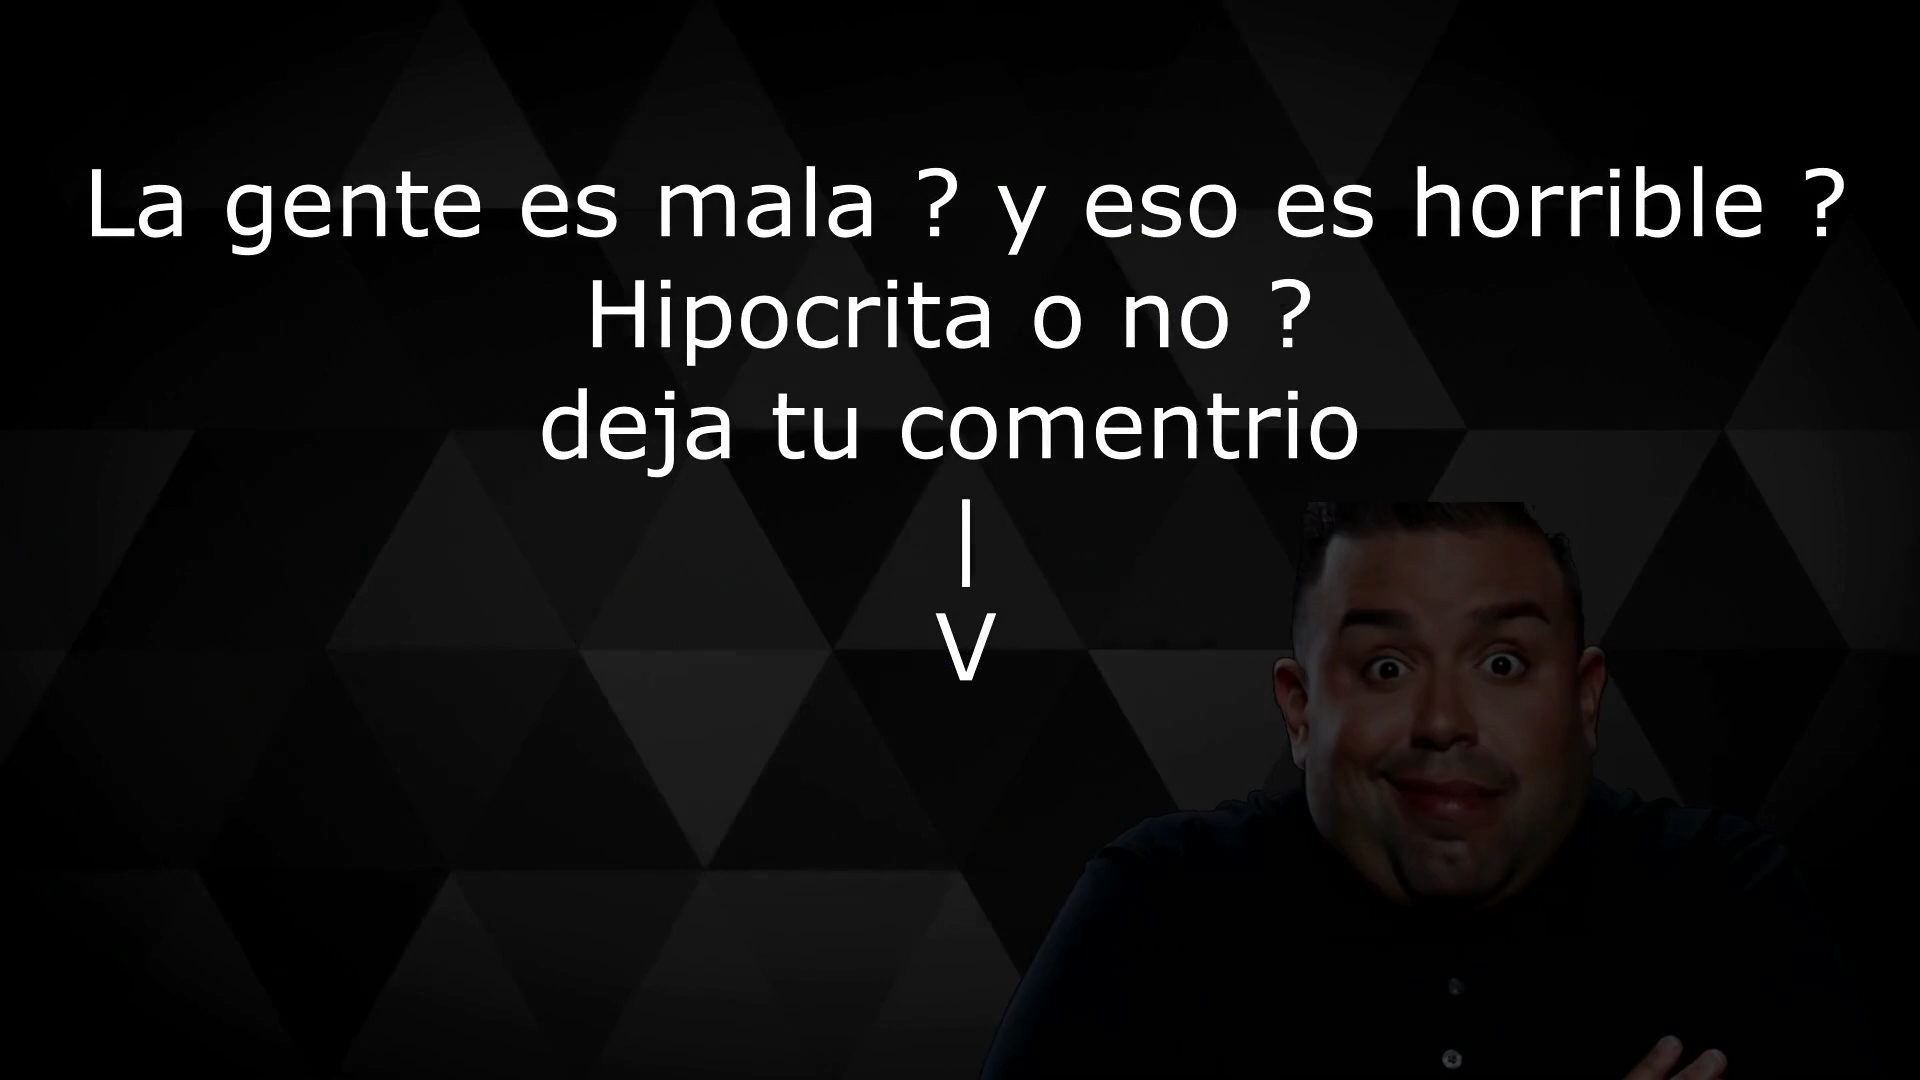 La gente es mala ? y eso es horrible ?
Hipocrita o no ?
deja tu comentrio
|
V